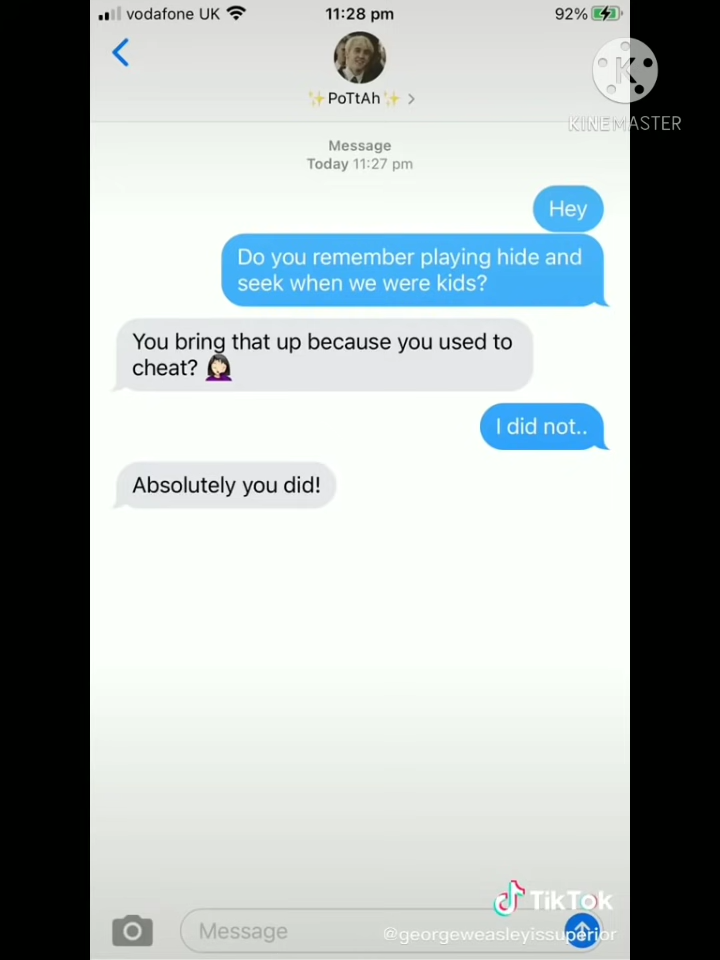 vodafone UK 11:28 pm 92%
K
KINEMASTER
✨PoTtAh✨ >
Message
Today 11:27 pm
Hey
Do you remember playing hide and
seek when we were kids?
You bring that up because you used to
cheat? 🤦🏻‍♀️
I did not..
Absolutely you did!
TikTok
Message
@georgeweasleyissuperior